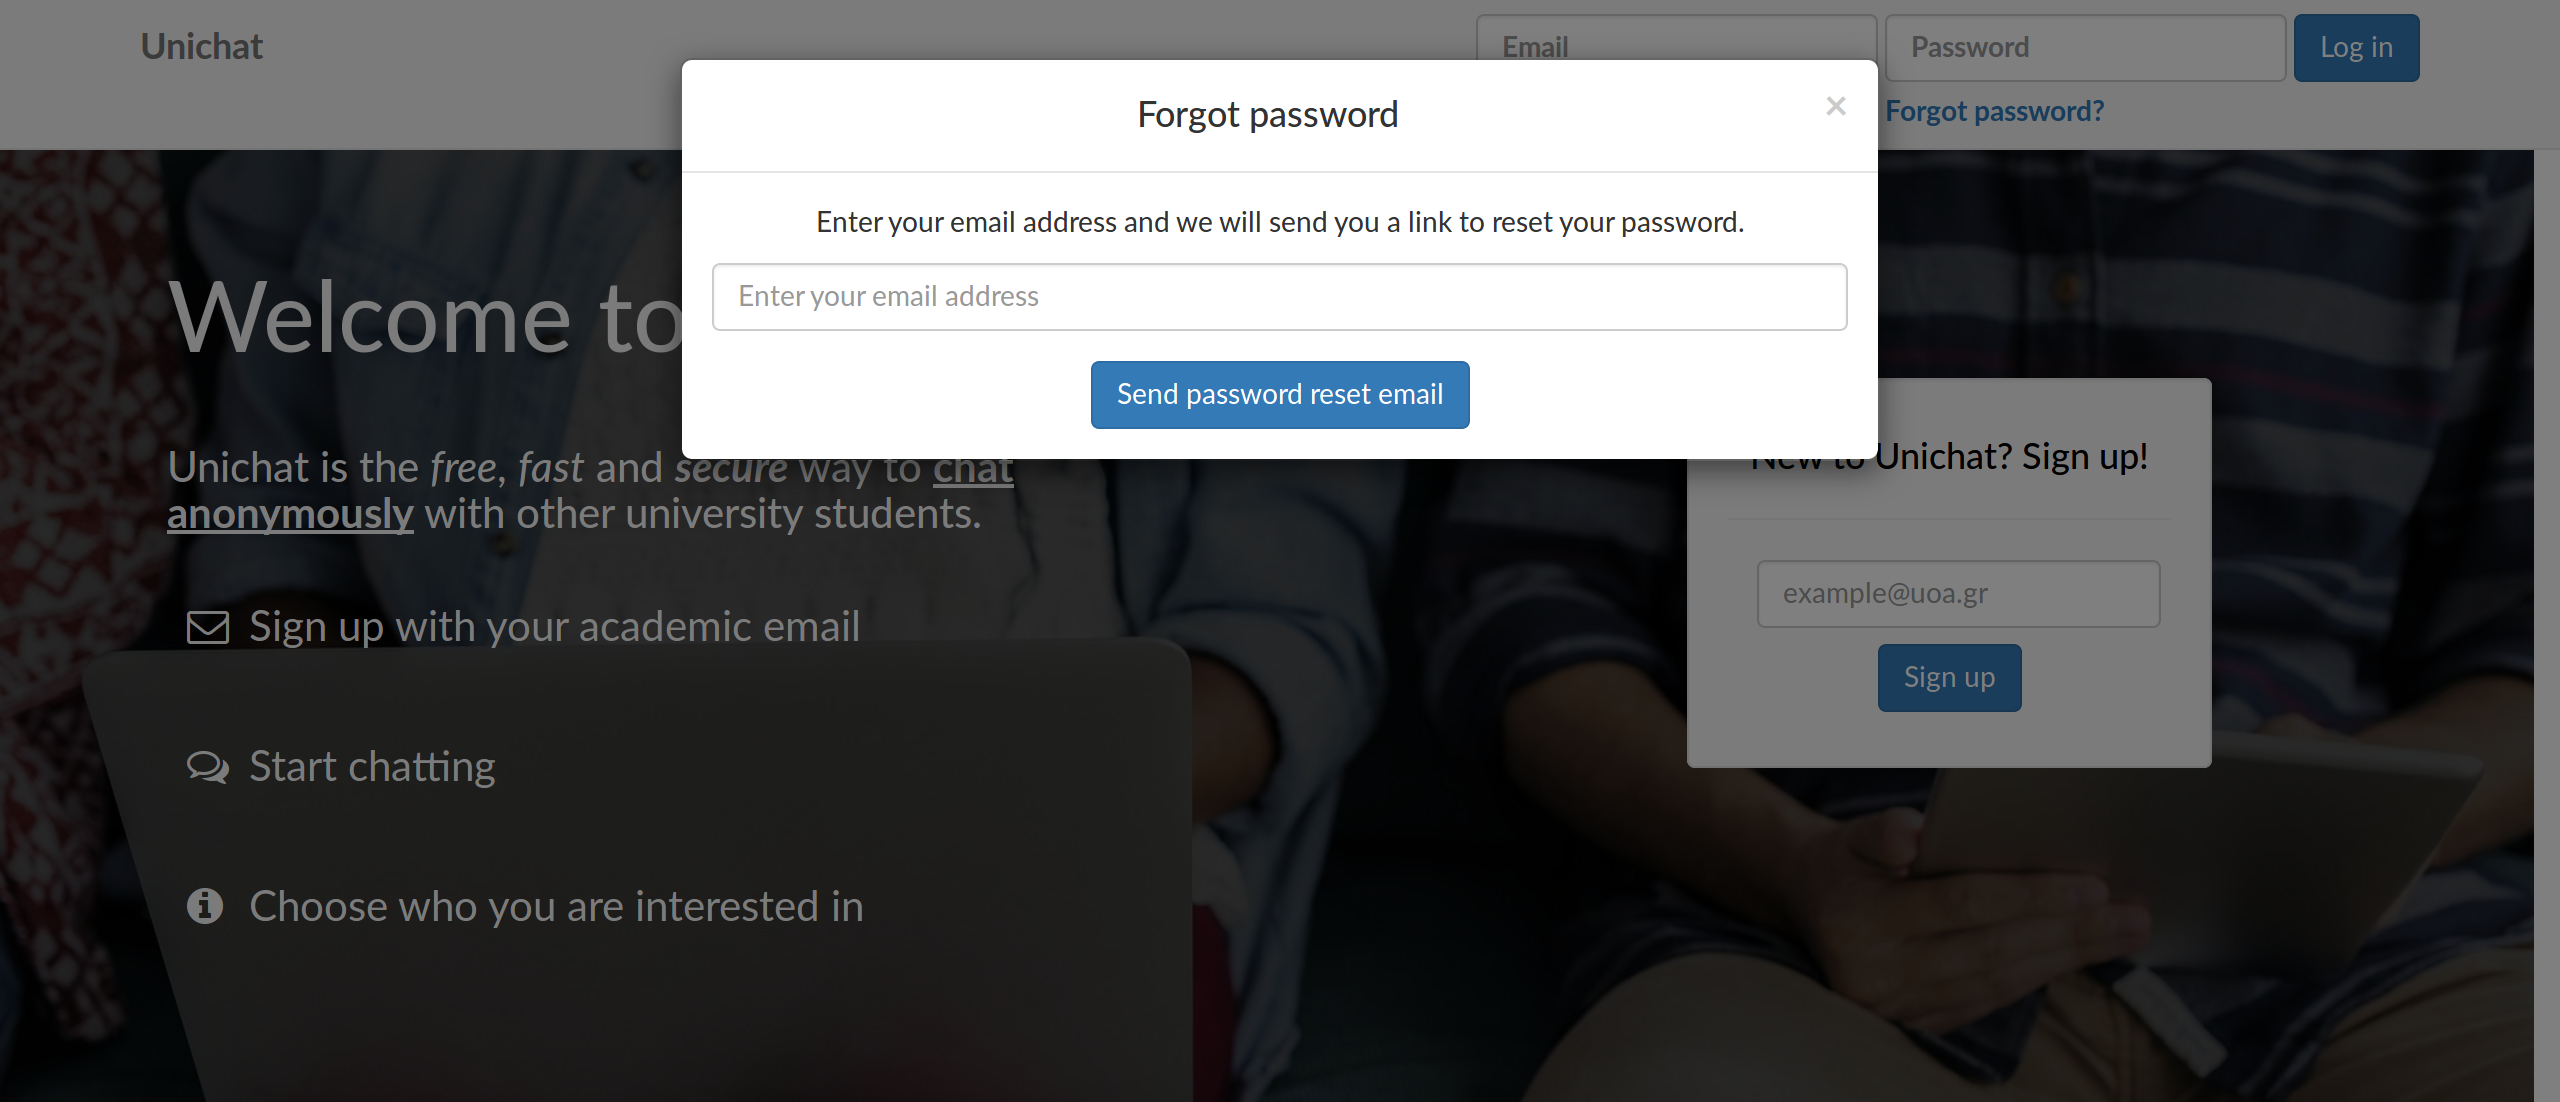 Unichat
Email
Password
Log in
Forgot password?
Forgot password
×
Enter your email address and we will send you a link to reset your password.
Enter your email address
Send password reset email
Welcome to
Unichat is the free, fast and secure way to chat
anonymously with other university students.
Sign up with your academic email
Start chatting
Choose who you are interested in
New to Unichat? Sign up!
example@uoa.gr
Sign up